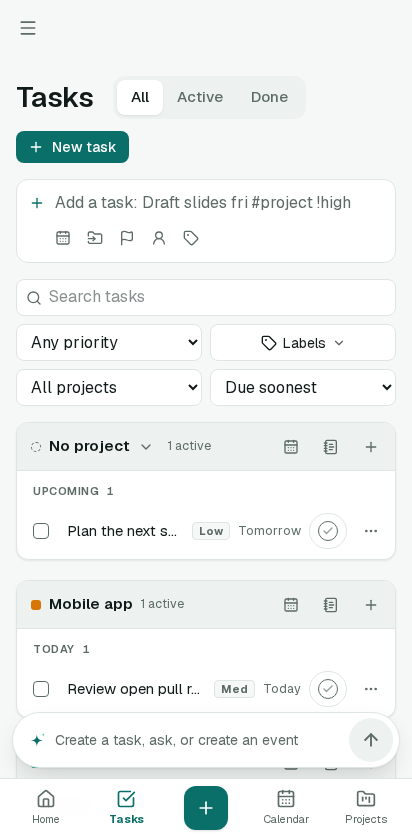 Tasks
All Active Done
New task
Add a task: Draft slides fri #project !high
Search tasks
Any priority Labels
All projects Due soonest
No project 1 active
UPCOMING 1
Plan the next s... Low Tomorrow
Mobile app 1 active
TODAY 1
Review open pull r... Med Today
Create a task, ask, or create an event
Home Tasks Calendar Projects